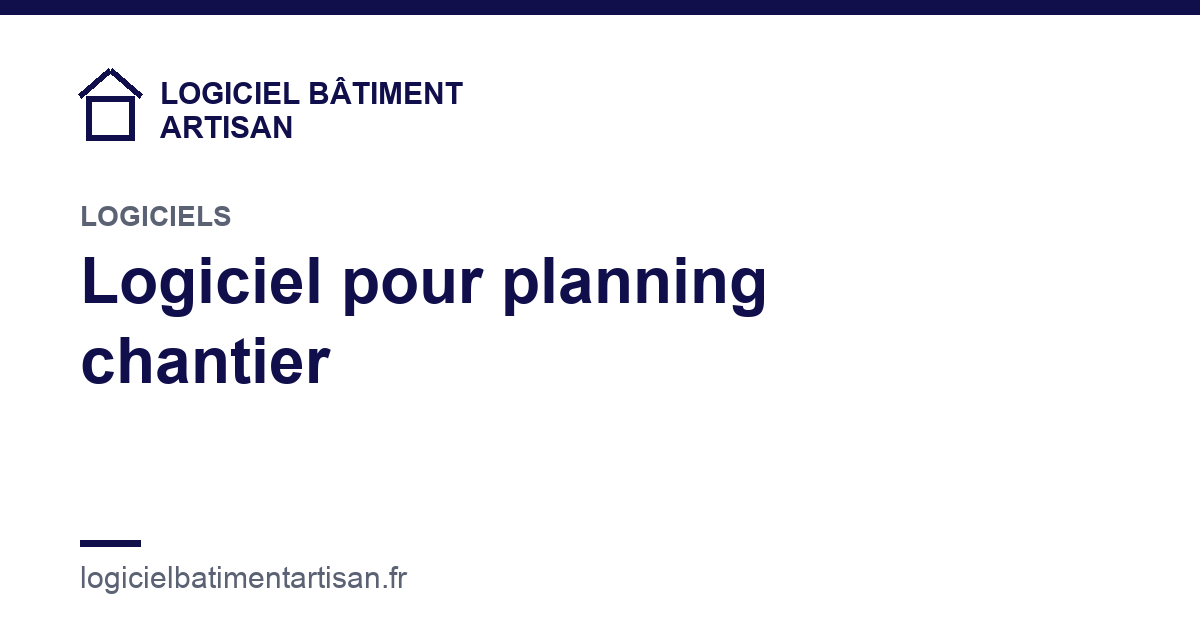 LOGICIEL BÂTIMENT
ARTISAN
LOGICIELS
Logiciel pour planning
chantier
logicielbatimentartisan.fr